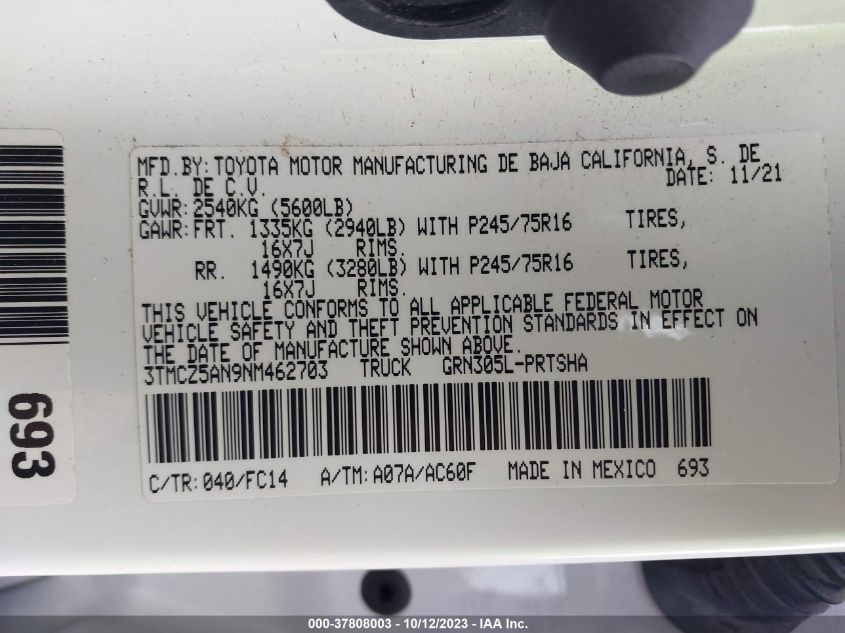 MFD.BY:TOYOTA MOTOR MANUFACTURING DE BAJA CALIFORNIA, S. DE
R.L. DE C.V. DATE: 11/21
GVWR:2540KG (5600LB)
GAWR:FRT. 1335KG (2940LB) WITH P245/75R16 TIRES,
16X7J RIMS.
RR. 1490KG (3280LB) WITH P245/75R16 TIRES,
16X7J RIMS.
THIS VEHICLE CONFORMS TO ALL APPLICABLE FEDERAL MOTOR
VEHICLE SAFETY AND THEFT PREVENTION STANDARDS IN EFFECT ON
THE DATE OF MANUFACTURE SHOWN ABOVE.
3TMCZ5AN9NM462703 TRUCK GRN305L-PRTSHA
C/TR:040/FC14 A/TM:A07A/AC60F MADE IN MEXICO 693
693
000-37808003 - 10/12/2023 - IAA Inc.